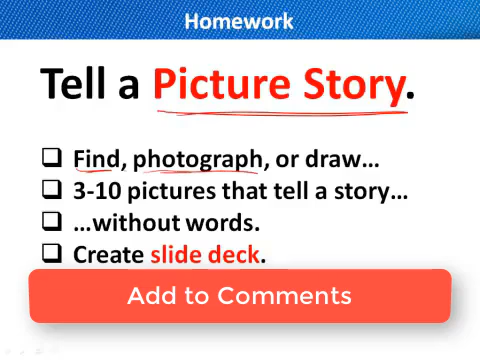 Homework
Tell a Picture Story.
Find, photograph, or draw…
3-10 pictures that tell a story…
…without words.
Create slide deck.
Add to Comments